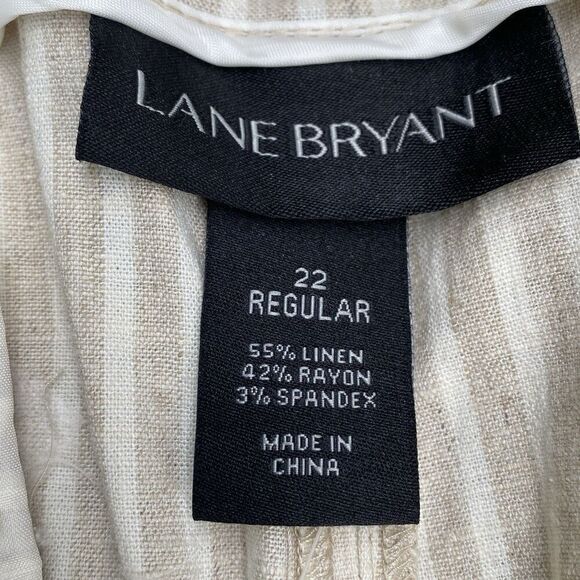 LANE BRYANT
22
REGULAR
55% LINEN
42% RAYON
3% SPANDEX
MADE IN
CHINA